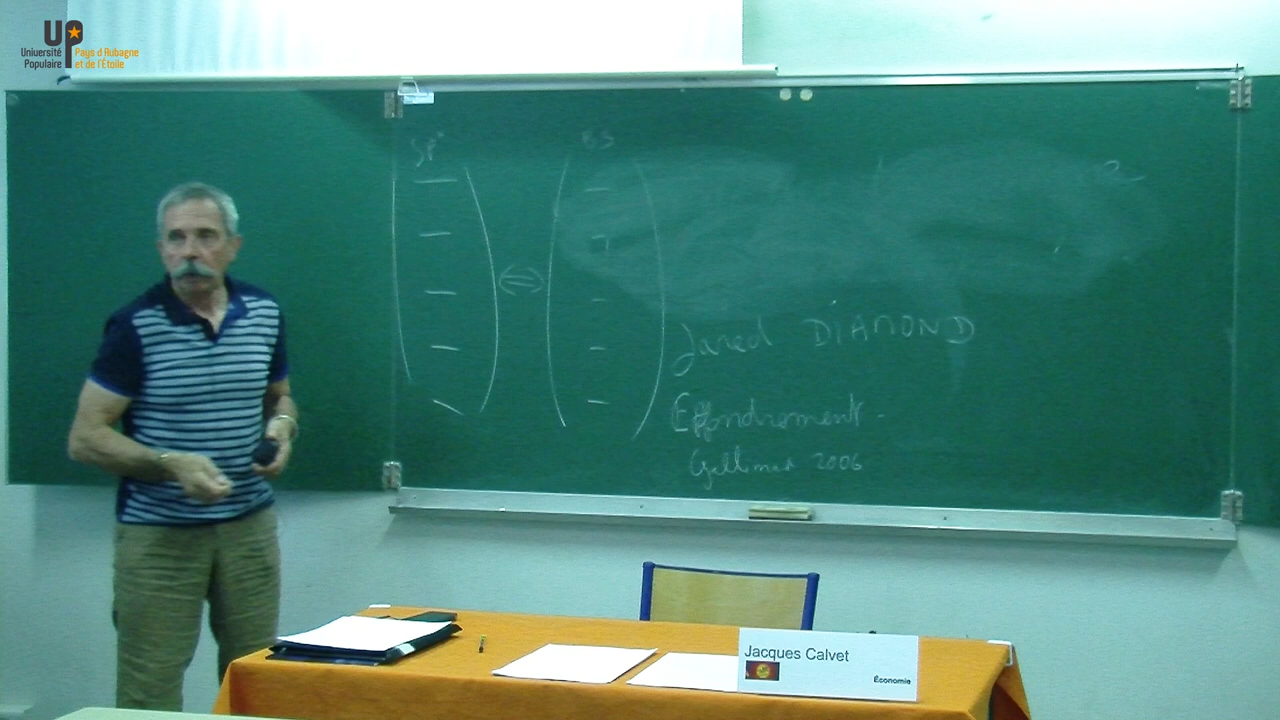 UP
Université Pays d'Aubagne
Populaire et de l'Étoile
SP° BS
Jared DIAMOND
Effondrement.
Gallimard 2006
Jacques Calvet
Économie